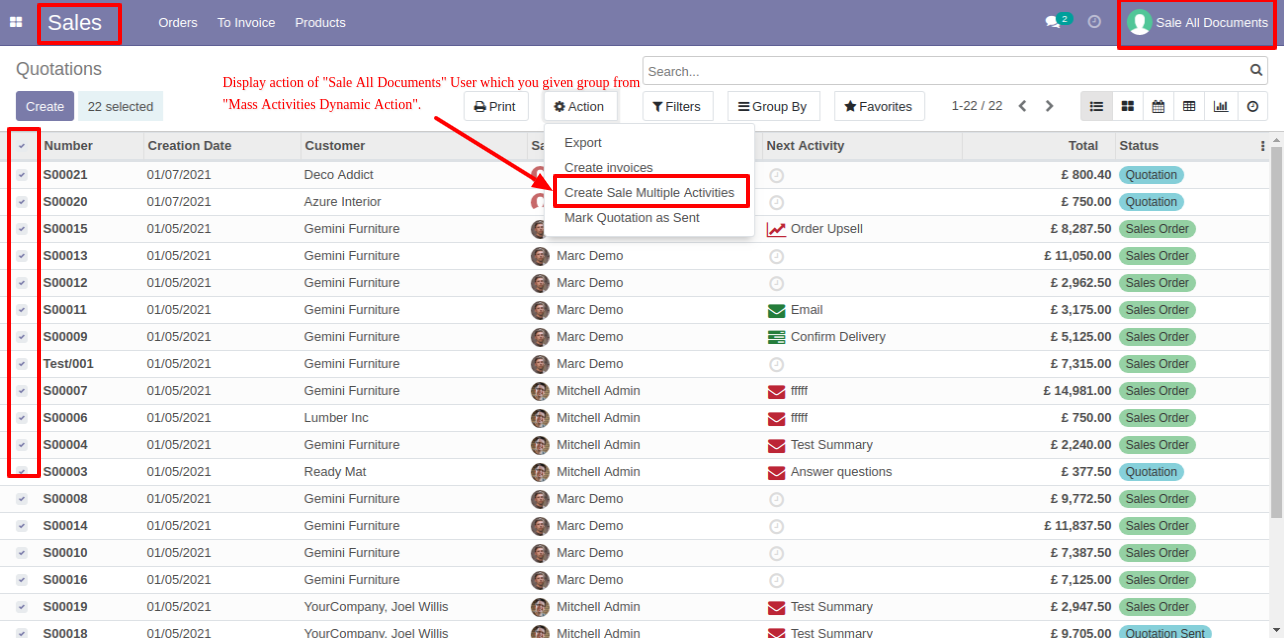 Sales Orders To Invoice Products 2 Sale All Documents
Quotations
Search...
Display action of "Sale All Documents" User which you given group from
"Mass Activities Dynamic Action".
Create 22 selected Print Action Filters Group By Favorites 1-22 / 22
Export
Create invoices
Create Sale Multiple Activities
Mark Quotation as Sent
Number Creation Date Customer Sa Next Activity Total Status
S00021 01/07/2021 Deco Addict £ 800.40 Quotation
S00020 01/07/2021 Azure Interior £ 750.00 Quotation
S00015 01/05/2021 Gemini Furniture Order Upsell £ 8,287.50 Sales Order
S00013 01/05/2021 Gemini Furniture Marc Demo £ 11,050.00 Sales Order
S00012 01/05/2021 Gemini Furniture Marc Demo £ 2,962.50 Sales Order
S00011 01/05/2021 Gemini Furniture Marc Demo Email £ 3,175.00 Sales Order
S00009 01/05/2021 Gemini Furniture Marc Demo Confirm Delivery £ 5,125.00 Sales Order
Test/001 01/05/2021 Gemini Furniture Marc Demo £ 7,315.00 Sales Order
S00007 01/05/2021 Gemini Furniture Mitchell Admin fffff £ 14,981.00 Sales Order
S00006 01/05/2021 Lumber Inc Mitchell Admin fffff £ 750.00 Sales Order
S00004 01/05/2021 Gemini Furniture Mitchell Admin Test Summary £ 2,240.00 Sales Order
S00003 01/05/2021 Ready Mat Mitchell Admin Answer questions £ 377.50 Quotation
S00008 01/05/2021 Gemini Furniture Marc Demo £ 9,772.50 Sales Order
S00014 01/05/2021 Gemini Furniture Marc Demo £ 11,837.50 Sales Order
S00010 01/05/2021 Gemini Furniture Marc Demo £ 7,387.50 Sales Order
S00016 01/05/2021 Gemini Furniture Marc Demo £ 7,125.00 Sales Order
S00019 01/05/2021 YourCompany, Joel Willis Mitchell Admin Test Summary £ 2,947.50 Sales Order
S00018 01/05/2021 YourCompany, Joel Willis Mitchell Admin Test Summary £ 9,705.00 Quotation Sent